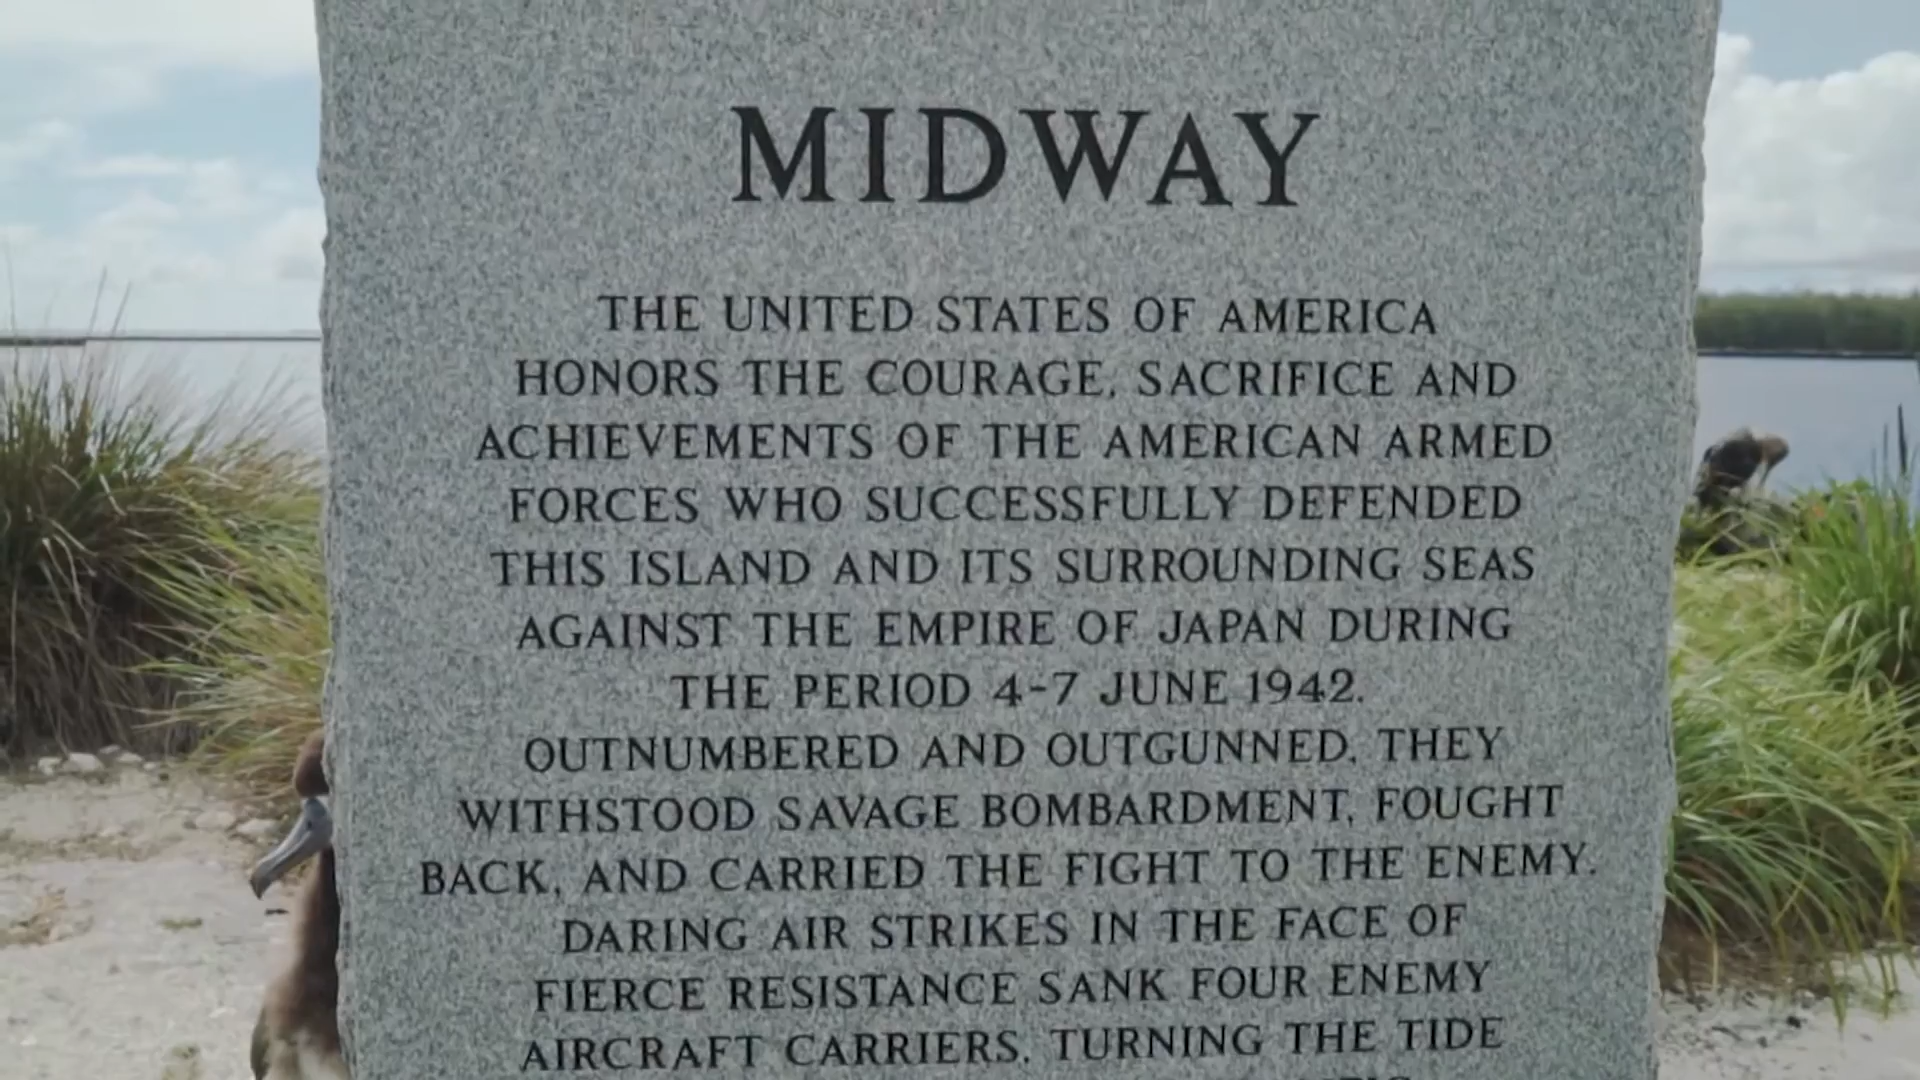 MIDWAY
THE UNITED STATES OF AMERICA
HONORS THE COURAGE, SACRIFICE AND
ACHIEVEMENTS OF THE AMERICAN ARMED
FORCES WHO SUCCESSFULLY DEFENDED
THIS ISLAND AND ITS SURROUNDING SEAS
AGAINST THE EMPIRE OF JAPAN DURING
THE PERIOD 4-7 JUNE 1942.
OUTNUMBERED AND OUTGUNNED, THEY
WITHSTOOD SAVAGE BOMBARDMENT, FOUGHT
BACK, AND CARRIED THE FIGHT TO THE ENEMY.
DARING AIR STRIKES IN THE FACE OF
FIERCE RESISTANCE SANK FOUR ENEMY
AIRCRAFT CARRIERS, TURNING THE TIDE